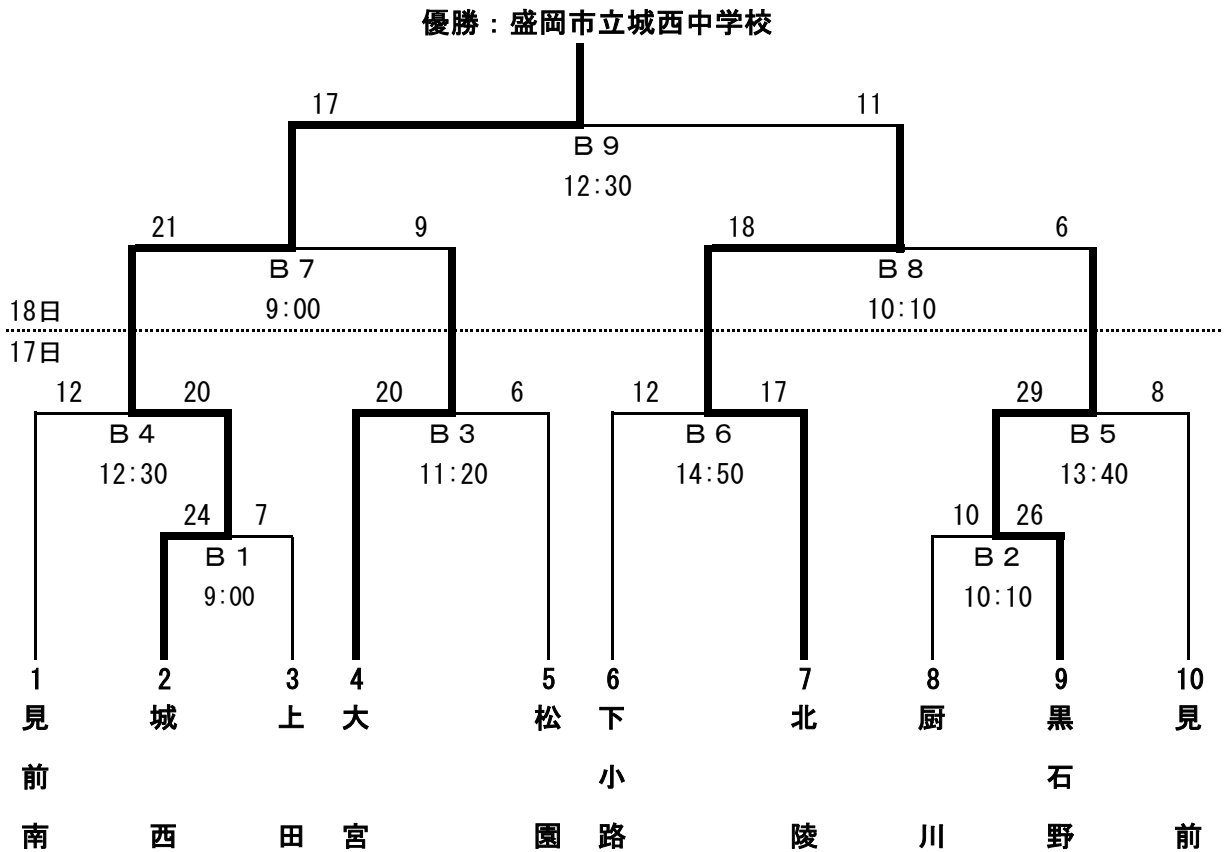 優勝：盛岡市立城西中学校
17 11
Ｂ９
12:30
21 9 18 6
Ｂ７ Ｂ８
18日 9:00 10:10
17日
12 20 20 6 12 17 29 8
Ｂ４ Ｂ３ Ｂ６ Ｂ５
12:30 11:20 14:50 13:40
24 7 10 26
Ｂ１ Ｂ２
9:00 10:10
1 2 3 4 5 6 7 8 9 10
見前南
城西
上田
大宮
松園
下小路
北陵
厨川
黒石野
見前